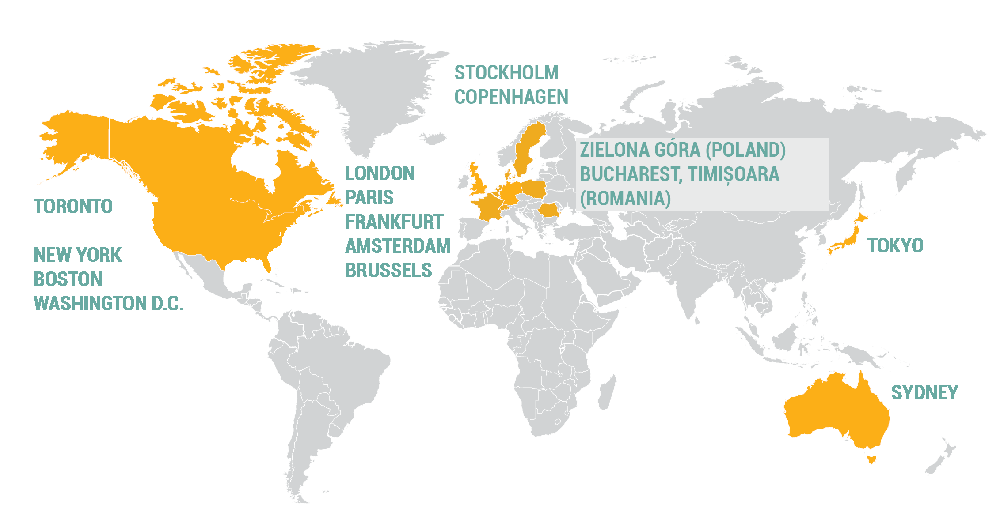 STOCKHOLM
COPENHAGEN
ZIELONA GÓRA (POLAND)
BUCHAREST, TIMIȘOARA
(ROMANIA)
LONDON
PARIS
FRANKFURT
AMSTERDAM
BRUSSELS
TORONTO
NEW YORK
BOSTON
WASHINGTON D.C.
TOKYO
SYDNEY